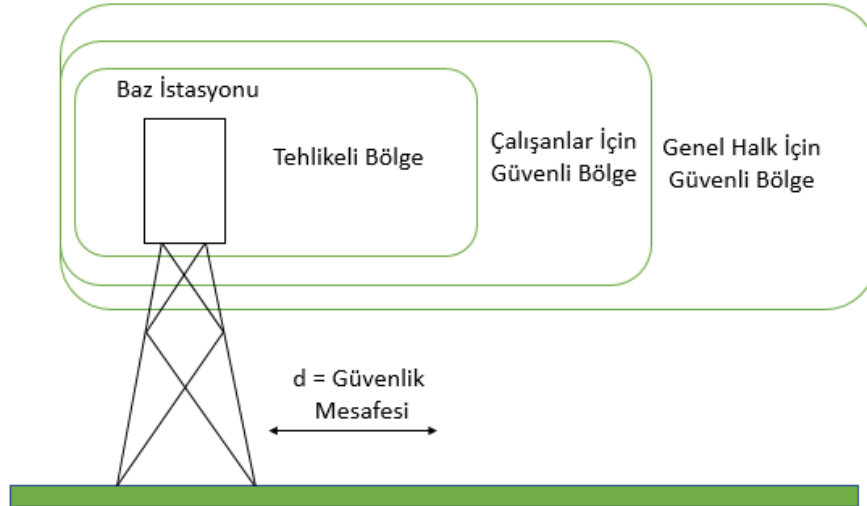 Baz İstasyonu
Tehlikeli Bölge
Çalışanlar İçin
Güvenli Bölge
Genel Halk İçin
Güvenli Bölge
d = Güvenlik
Mesafesi